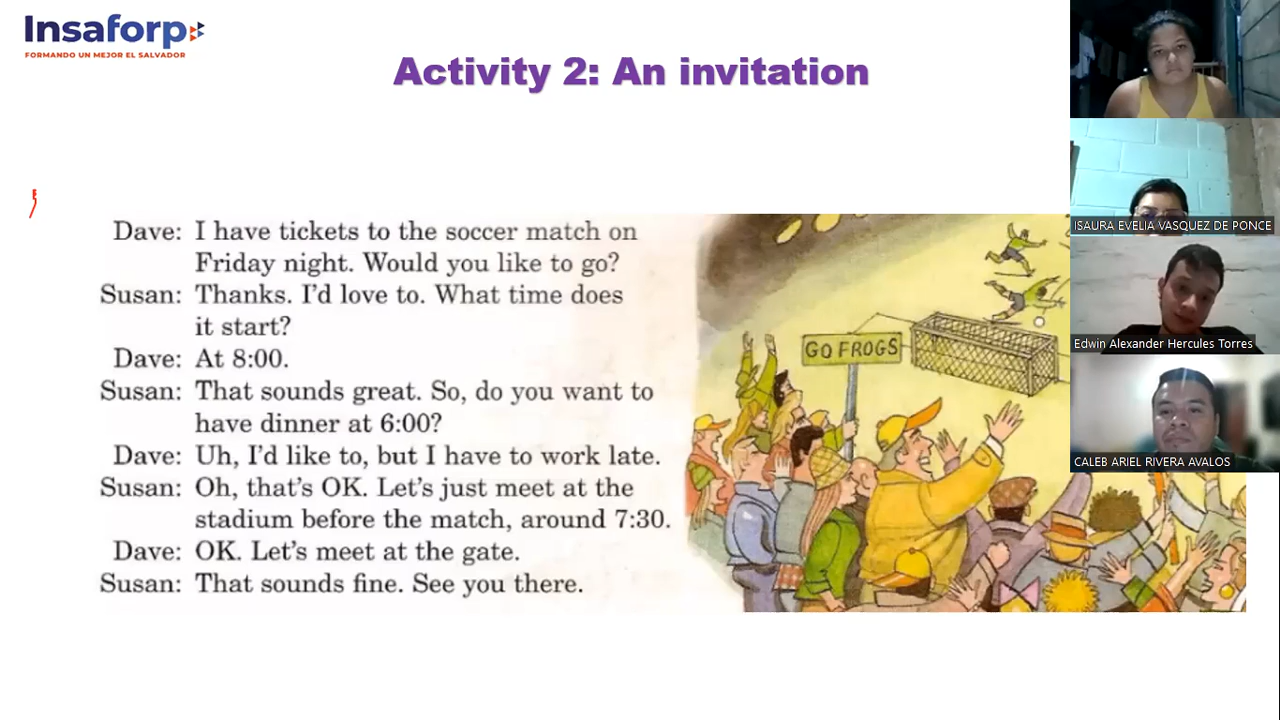 Insaforp
FORMANDO UN MEJOR EL SALVADOR
Activity 2: An invitation
Dave: I have tickets to the soccer match on
Friday night. Would you like to go?
Susan: Thanks. I'd love to. What time does
it start?
Dave: At 8:00.
Susan: That sounds great. So, do you want to
have dinner at 6:00?
Dave: Uh, I'd like to, but I have to work late.
Susan: Oh, that's OK. Let's just meet at the
stadium before the match, around 7:30.
Dave: OK. Let's meet at the gate.
Susan: That sounds fine. See you there.
GO FROGS
ISAURA EVELIA VASQUEZ DE PONCE
Edwin Alexander Hercules Torres
CALEB ARIEL RIVERA AVALOS